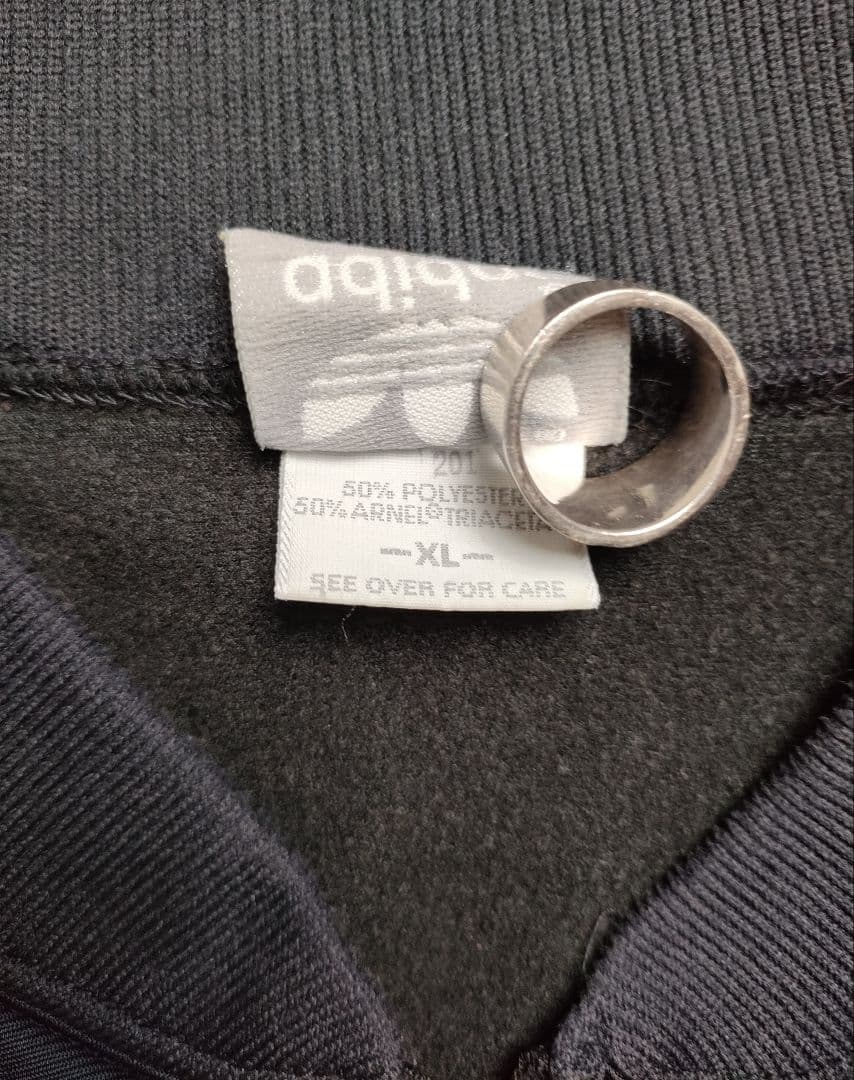 201
50% POLYESTER
50% ARNEL® TRIACETA
—XL—
SEE OVER FOR CARE